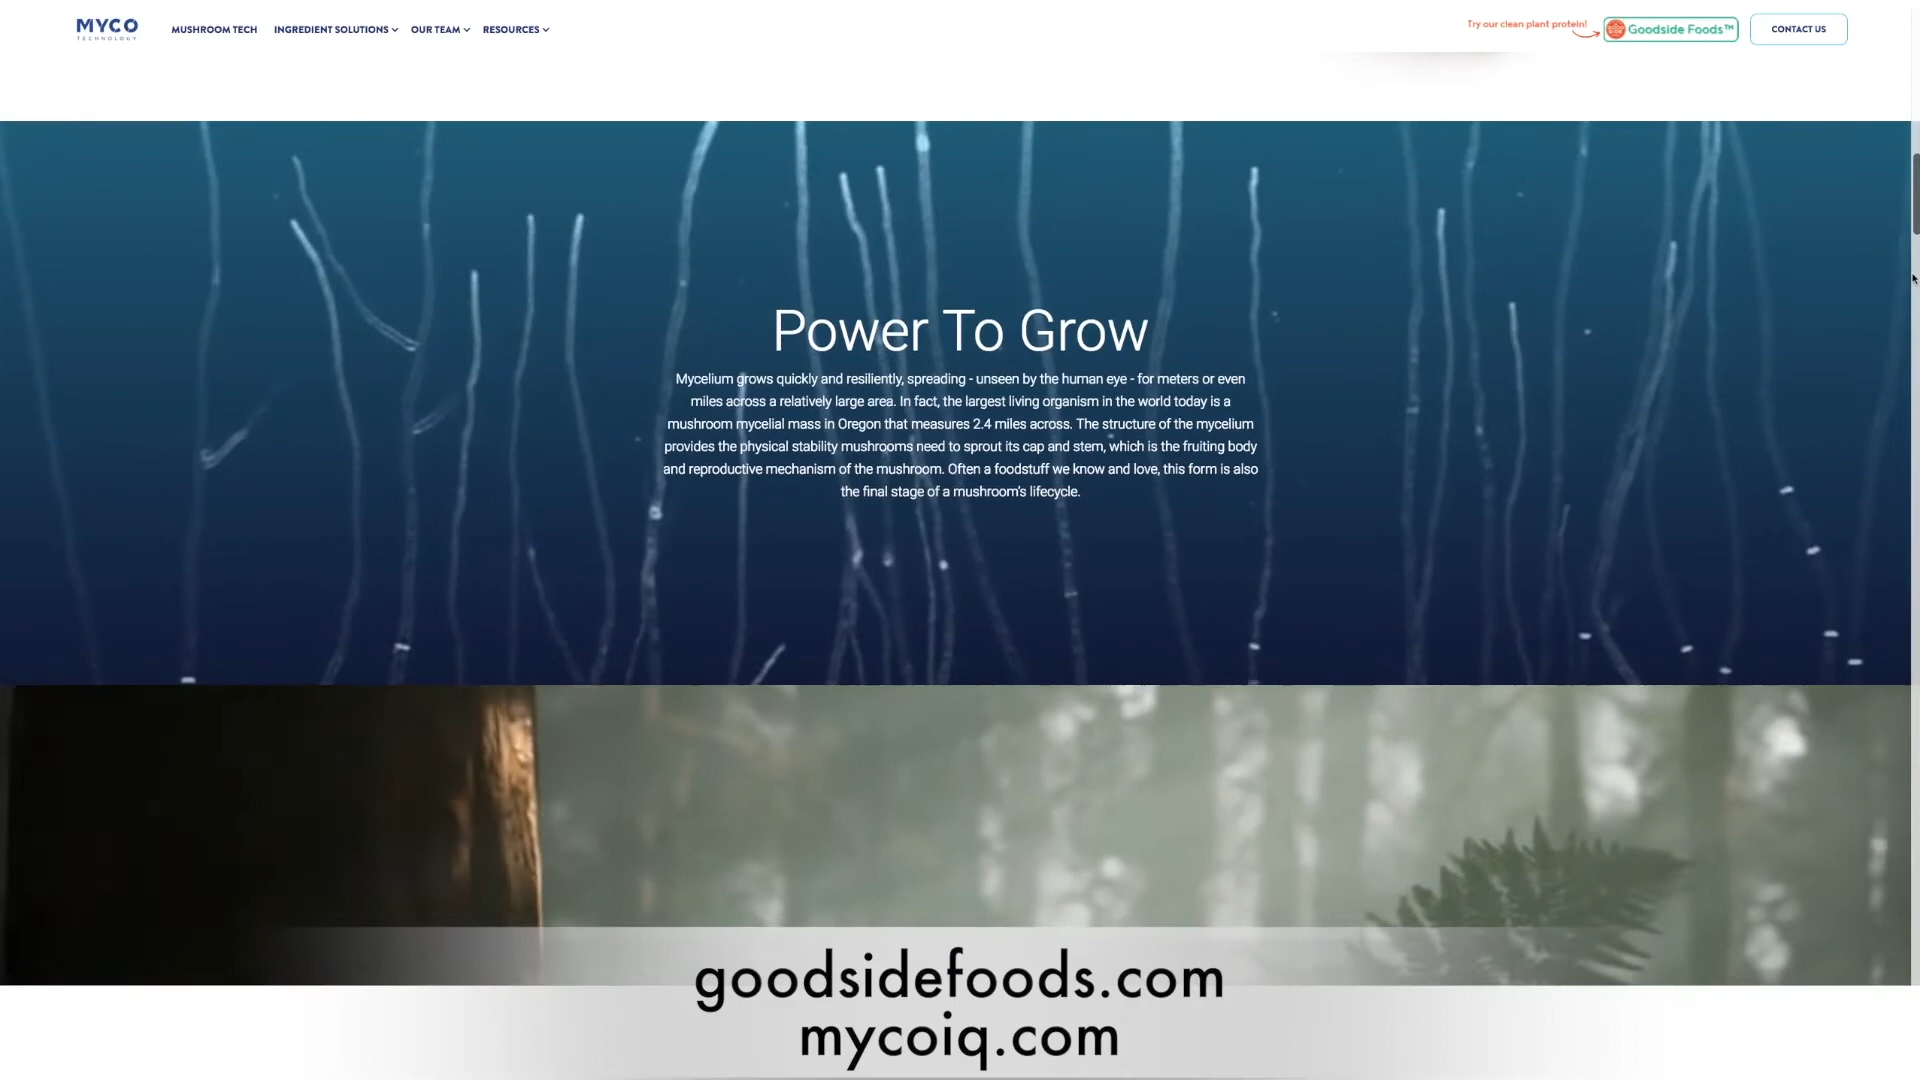 MYCO
TECHNOLOGY
MUSHROOM TECH
INGREDIENT SOLUTIONS
OUR TEAM
RESOURCES
Try our clean plant protein!
Goodside Foods™
CONTACT US
Power To Grow
Mycelium grows quickly and resiliently, spreading - unseen by the human eye - for meters or even
miles across a relatively large area. In fact, the largest living organism in the world today is a
mushroom mycelial mass in Oregon that measures 2.4 miles across. The structure of the mycelium
provides the physical stability mushrooms need to sprout its cap and stem, which is the fruiting body
and reproductive mechanism of the mushroom. Often a foodstuff we know and love, this form is also
the final stage of a mushroom's lifecycle.
goodsidefoods.com
mycoiq.com